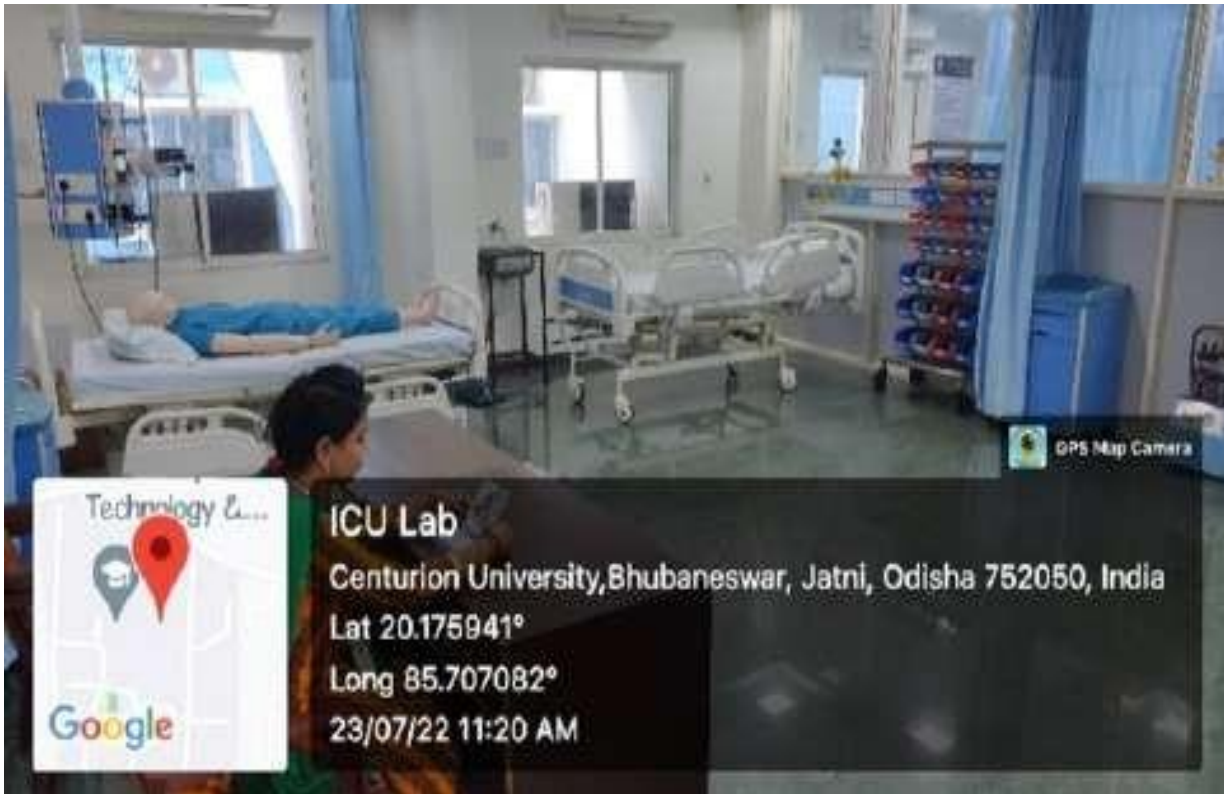 GPS Map Camera
Technology &...
Google
ICU Lab
Centurion University,Bhubaneswar, Jatni, Odisha 752050, India
Lat 20.175941°
Long 85.707082°
23/07/22 11:20 AM